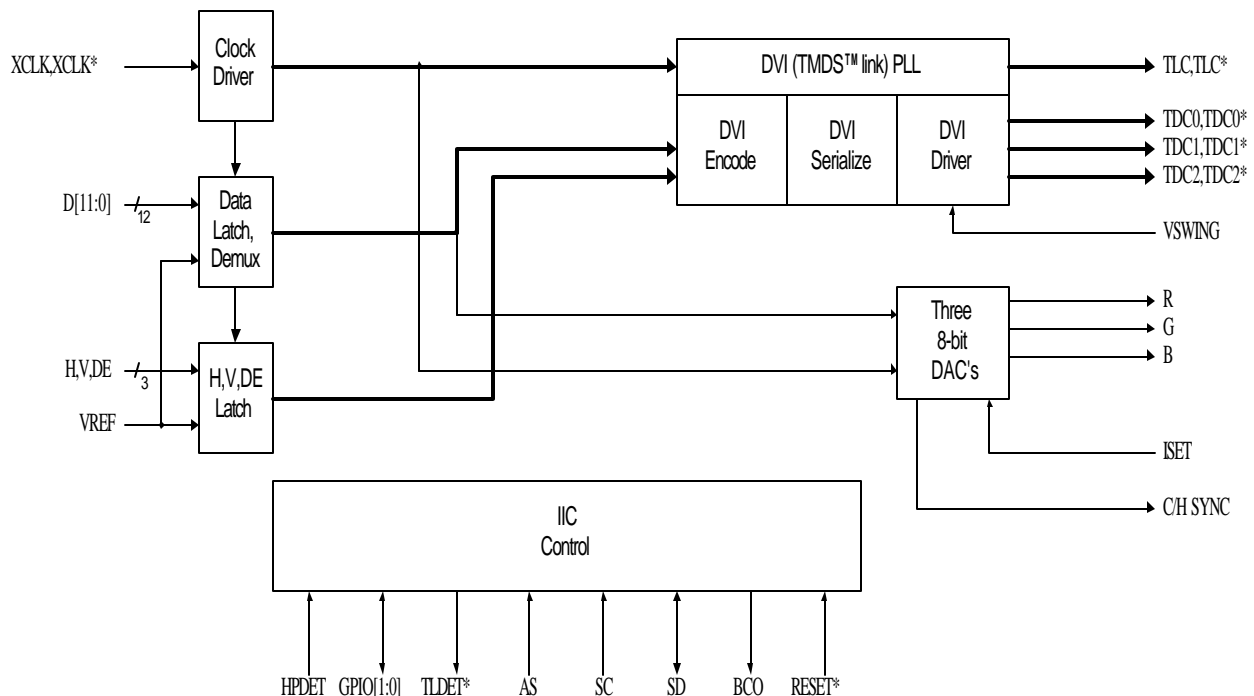 XCLK,XCLK*
Clock
Driver
DVI (TMDS™ link) PLL
TLC,TLC*
DVI
Encode
DVI
Serialize
DVI
Driver
TDC0,TDC0*
TDC1,TDC1*
TDC2,TDC2*
D[11:0]
12
Data
Latch,
Demux
VSWING
Three
8-bit
DAC's
R
G
B
H,V,DE
3
H,V,DE
Latch
VREF
ISET
C/H SYNC
IIC
Control
HPDET
GPIO[1:0]
TLDET*
AS
SC
SD
BCO
RESET*